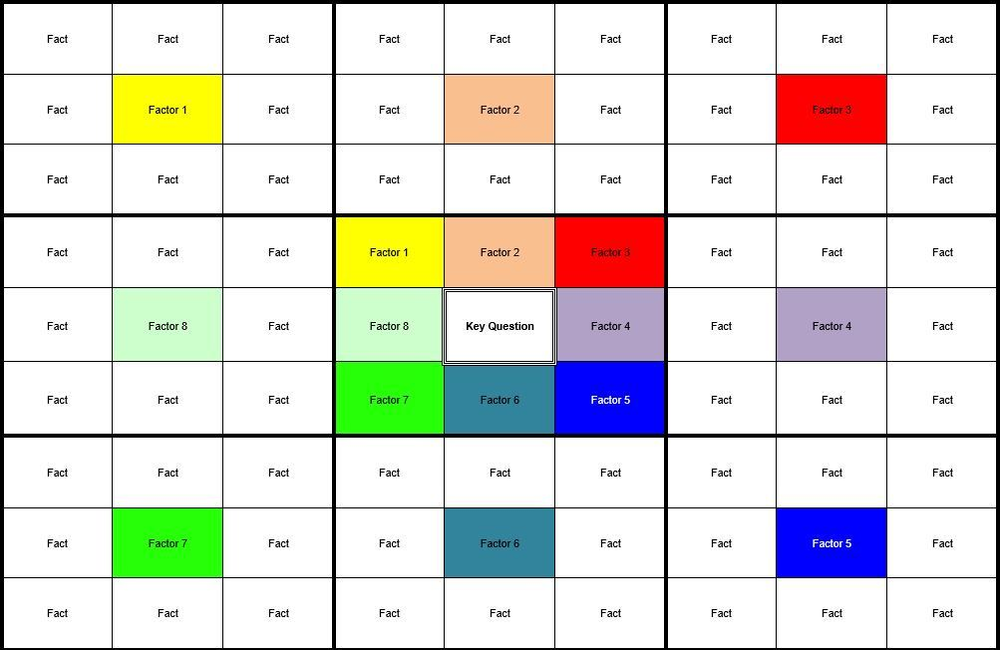 Fact Fact Fact Fact Fact Fact Fact Fact Fact
Fact Factor 1 Fact Fact Factor 2 Fact Fact Factor 3 Fact
Fact Fact Fact Fact Fact Fact Fact Fact Fact
Fact Fact Fact Factor 1 Factor 2 Factor 3 Fact Fact Fact
Fact Factor 8 Fact Factor 8 Key Question Factor 4 Fact Factor 4 Fact
Fact Fact Fact Factor 7 Factor 6 Factor 5 Fact Fact Fact
Fact Fact Fact Fact Fact Fact Fact Fact Fact
Fact Factor 7 Fact Fact Factor 6 Fact Fact Factor 5 Fact
Fact Fact Fact Fact Fact Fact Fact Fact Fact